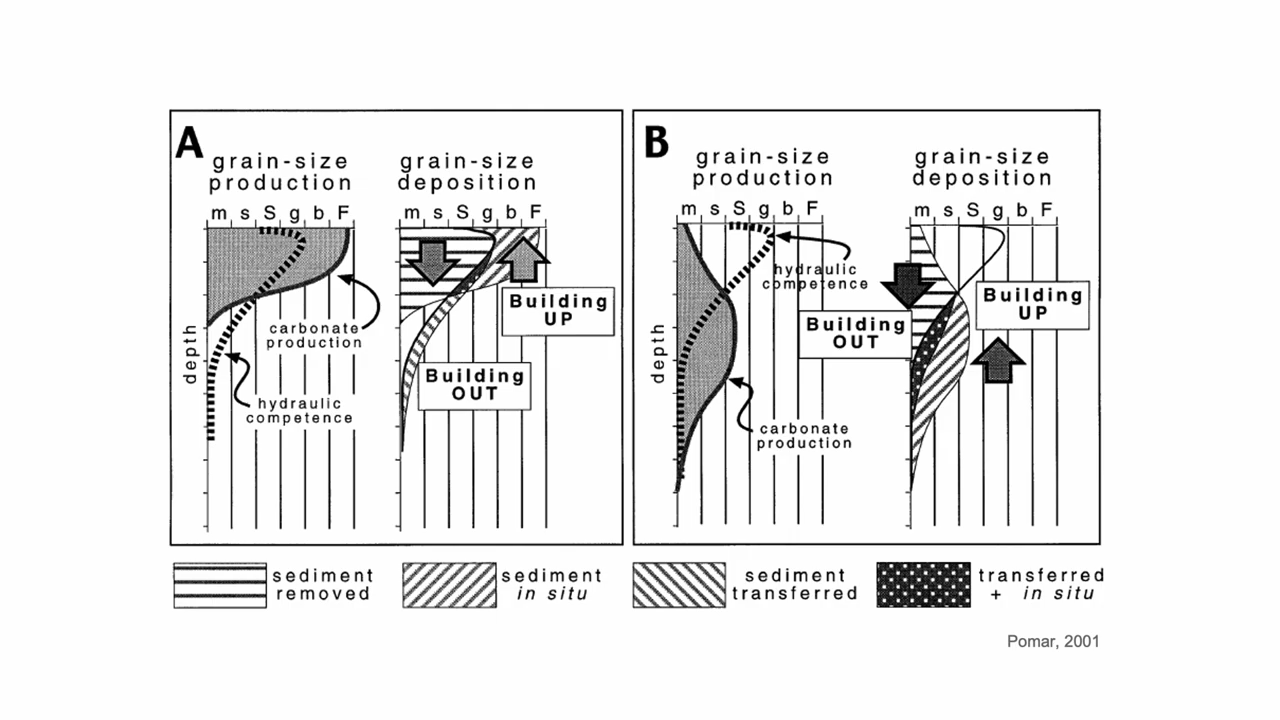 A
grain-size
production
m s S g b F
depth
carbonate
production
hydraulic
competence
grain-size
deposition
m s S g b F
Building
UP
Building
OUT
B
grain-size
production
m s S g b F
depth
hydraulic
competence
carbonate
production
grain-size
deposition
m s S g b F
Building
OUT
Building
UP
sediment
removed
sediment
in situ
sediment
transferred
transferred
+ in situ
Pomar, 2001